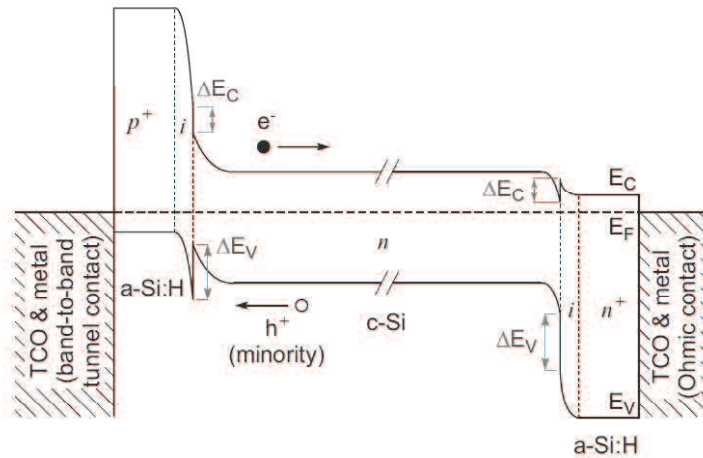 ΔE_C
p⁺
i
e⁻
ΔE_C
E_C
E_F
n
ΔE_V
a-Si:H
h⁺
(minority)
c-Si
ΔE_V
i
n⁺
E_V
a-Si:H
TCO & metal
(band-to-band
tunnel contact)
TCO & metal
(Ohmic contact)